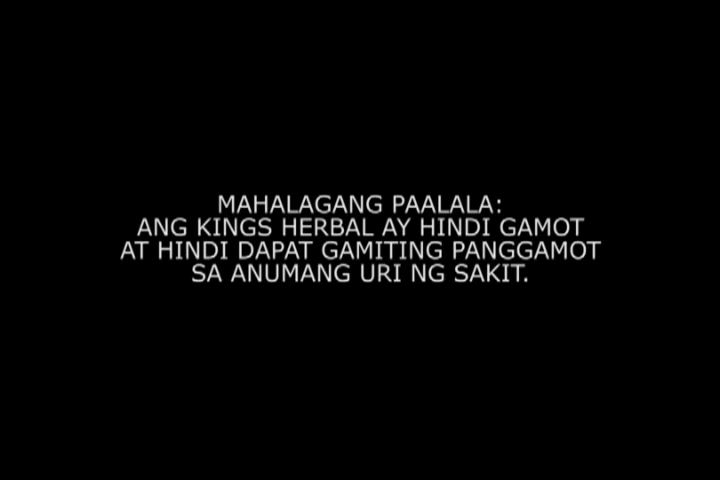 MAHALAGANG PAALALA:
ANG KINGS HERBAL AY HINDI GAMOT
AT HINDI DAPAT GAMITING PANGGAMOT
SA ANUMANG URI NG SAKIT.